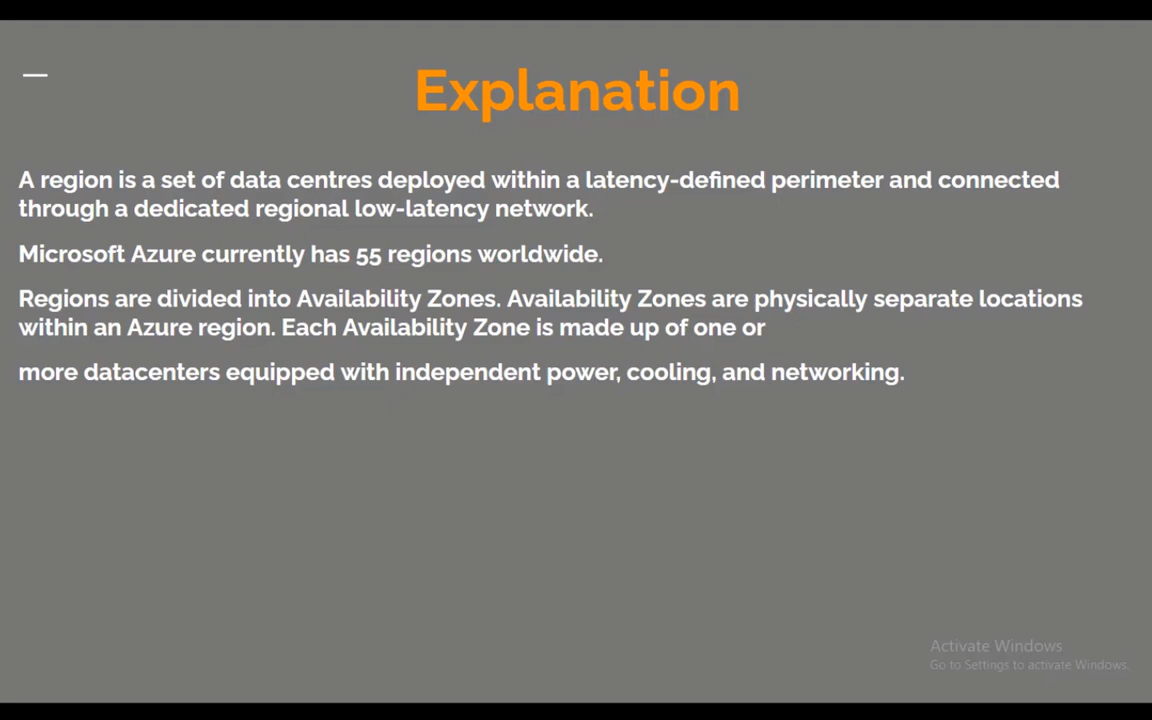 Explanation
A region is a set of data centres deployed within a latency-defined perimeter and connected
through a dedicated regional low-latency network.
Microsoft Azure currently has 55 regions worldwide.
Regions are divided into Availability Zones. Availability Zones are physically separate locations
within an Azure region. Each Availability Zone is made up of one or
more datacenters equipped with independent power, cooling, and networking.
Activate Windows
Go to Settings to activate Windows.